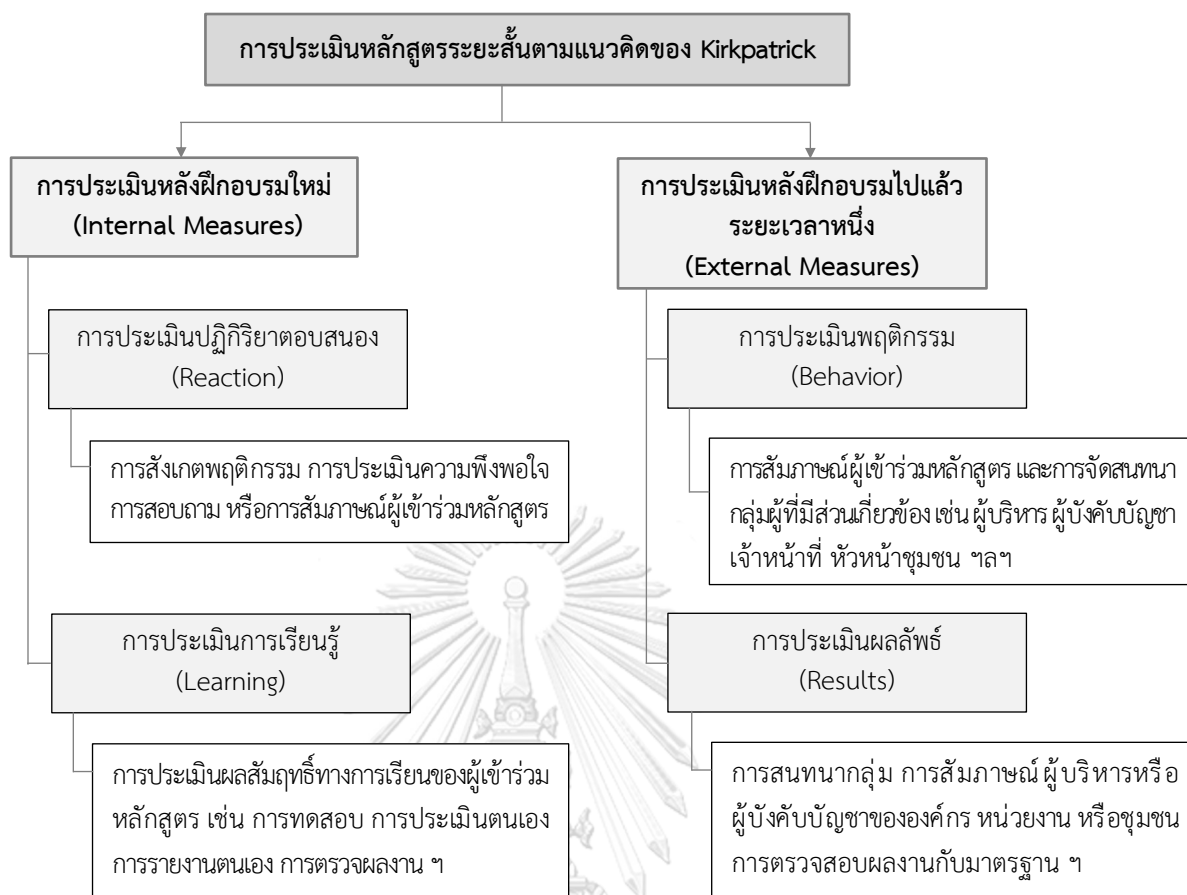 การประเมินหลักสูตรระยะสั้นตามแนวคิดของ Kirkpatrick
การประเมินหลังฝึกอบรมใหม่
(Internal Measures)
การประเมินปฏิกิริยาตอบสนอง
(Reaction)
การสังเกตพฤติกรรม การประเมินความพึงพอใจ
การสอบถาม หรือการสัมภาษณ์ผู้เข้าร่วมหลักสูตร
การประเมินการเรียนรู้
(Learning)
การประเมินผลสัมฤทธิ์ทางการเรียนของผู้เข้าร่วม
หลักสูตร เช่น การทดสอบ การประเมินตนเอง
การรายงานตนเอง การตรวจผลงาน ฯ
การประเมินหลังฝึกอบรมไปแล้ว
ระยะเวลาหนึ่ง
(External Measures)
การประเมินพฤติกรรม
(Behavior)
การสัมภาษณ์ผู้เข้าร่วมหลักสูตร และการจัดสนทนา
กลุ่มผู้ที่มีส่วนเกี่ยวข้อง เช่น ผู้บริหาร ผู้บังคับบัญชา
เจ้าหน้าที่ หัวหน้าชุมชน ฯลฯ
การประเมินผลลัพธ์
(Results)
การสนทนากลุ่ม การสัมภาษณ์ ผู้บริหารหรือ
ผู้บังคับบัญชาขององค์กร หน่วยงาน หรือชุมชน
การตรวจสอบผลงานกับมาตรฐาน ฯ